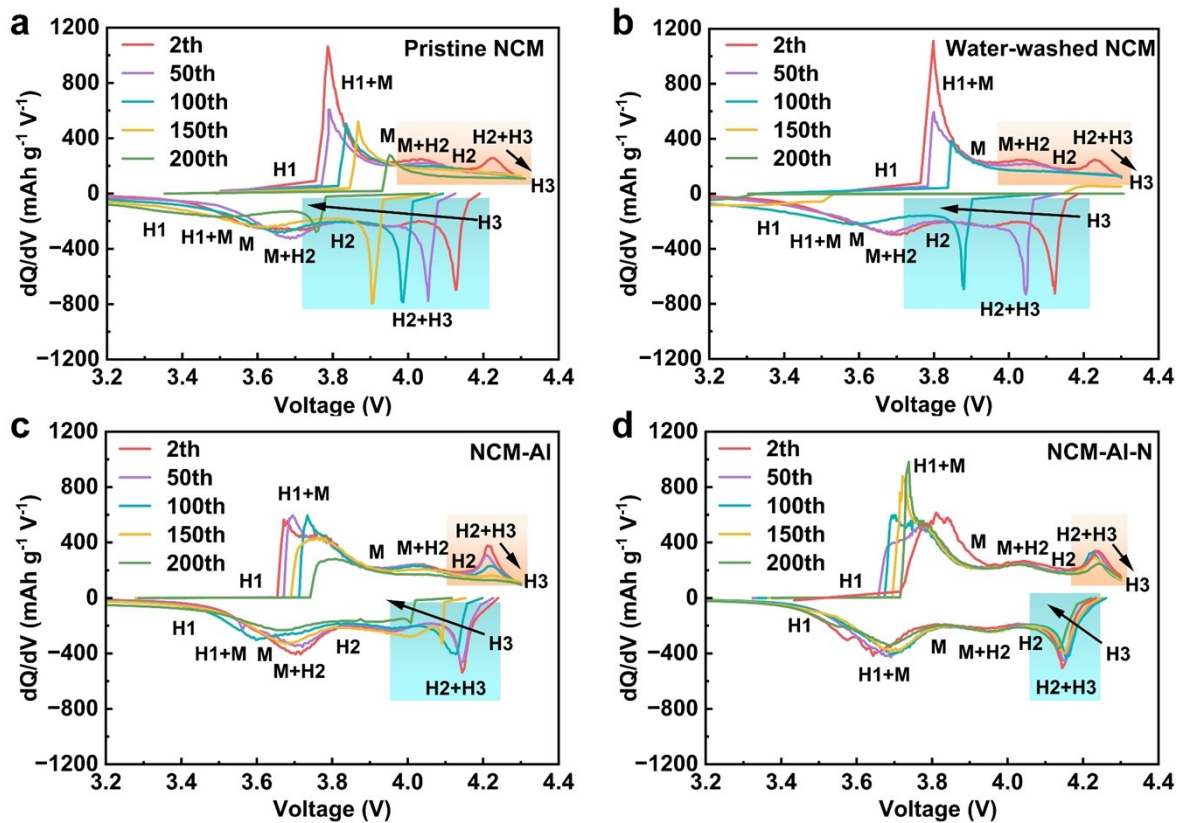 a
Pristine NCM
2th
50th
100th
150th
200th
H1
H1+M
M
M+H2
H2
H2+H3
H3
H1
H1+M
M
M+H2
H2
H2+H3
H3
dQ/dV (mAh g⁻¹ V⁻¹)
1200
800
400
0
−400
−800
−1200
3.2
3.4
3.6
3.8
4.0
4.2
4.4
Voltage (V)
b
Water-washed NCM
2th
50th
100th
150th
200th
H1
H1+M
M
M+H2
H2
H2+H3
H3
H1
H1+M
M
M+H2
H2
H2+H3
H3
dQ/dV (mAh g⁻¹ V⁻¹)
1200
800
400
0
−400
−800
−1200
3.2
3.4
3.6
3.8
4.0
4.2
4.4
Voltage (V)
c
NCM-Al
2th
50th
100th
150th
200th
H1
H1+M
M
M+H2
H2
H2+H3
H3
H1
H1+M
M
M+H2
H2
H2+H3
H3
dQ/dV (mAh g⁻¹ V⁻¹)
1200
800
400
0
−400
−800
−1200
3.2
3.4
3.6
3.8
4.0
4.2
4.4
Voltage (V)
d
NCM-Al-N
2th
50th
100th
150th
200th
H1
H1+M
M
M+H2
H2
H2+H3
H3
H1
H1+M
M
M+H2
H2
H2+H3
H3
dQ/dV (mAh g⁻¹ V⁻¹)
1200
800
400
0
−400
−800
−1200
3.2
3.4
3.6
3.8
4.0
4.2
4.4
Voltage (V)